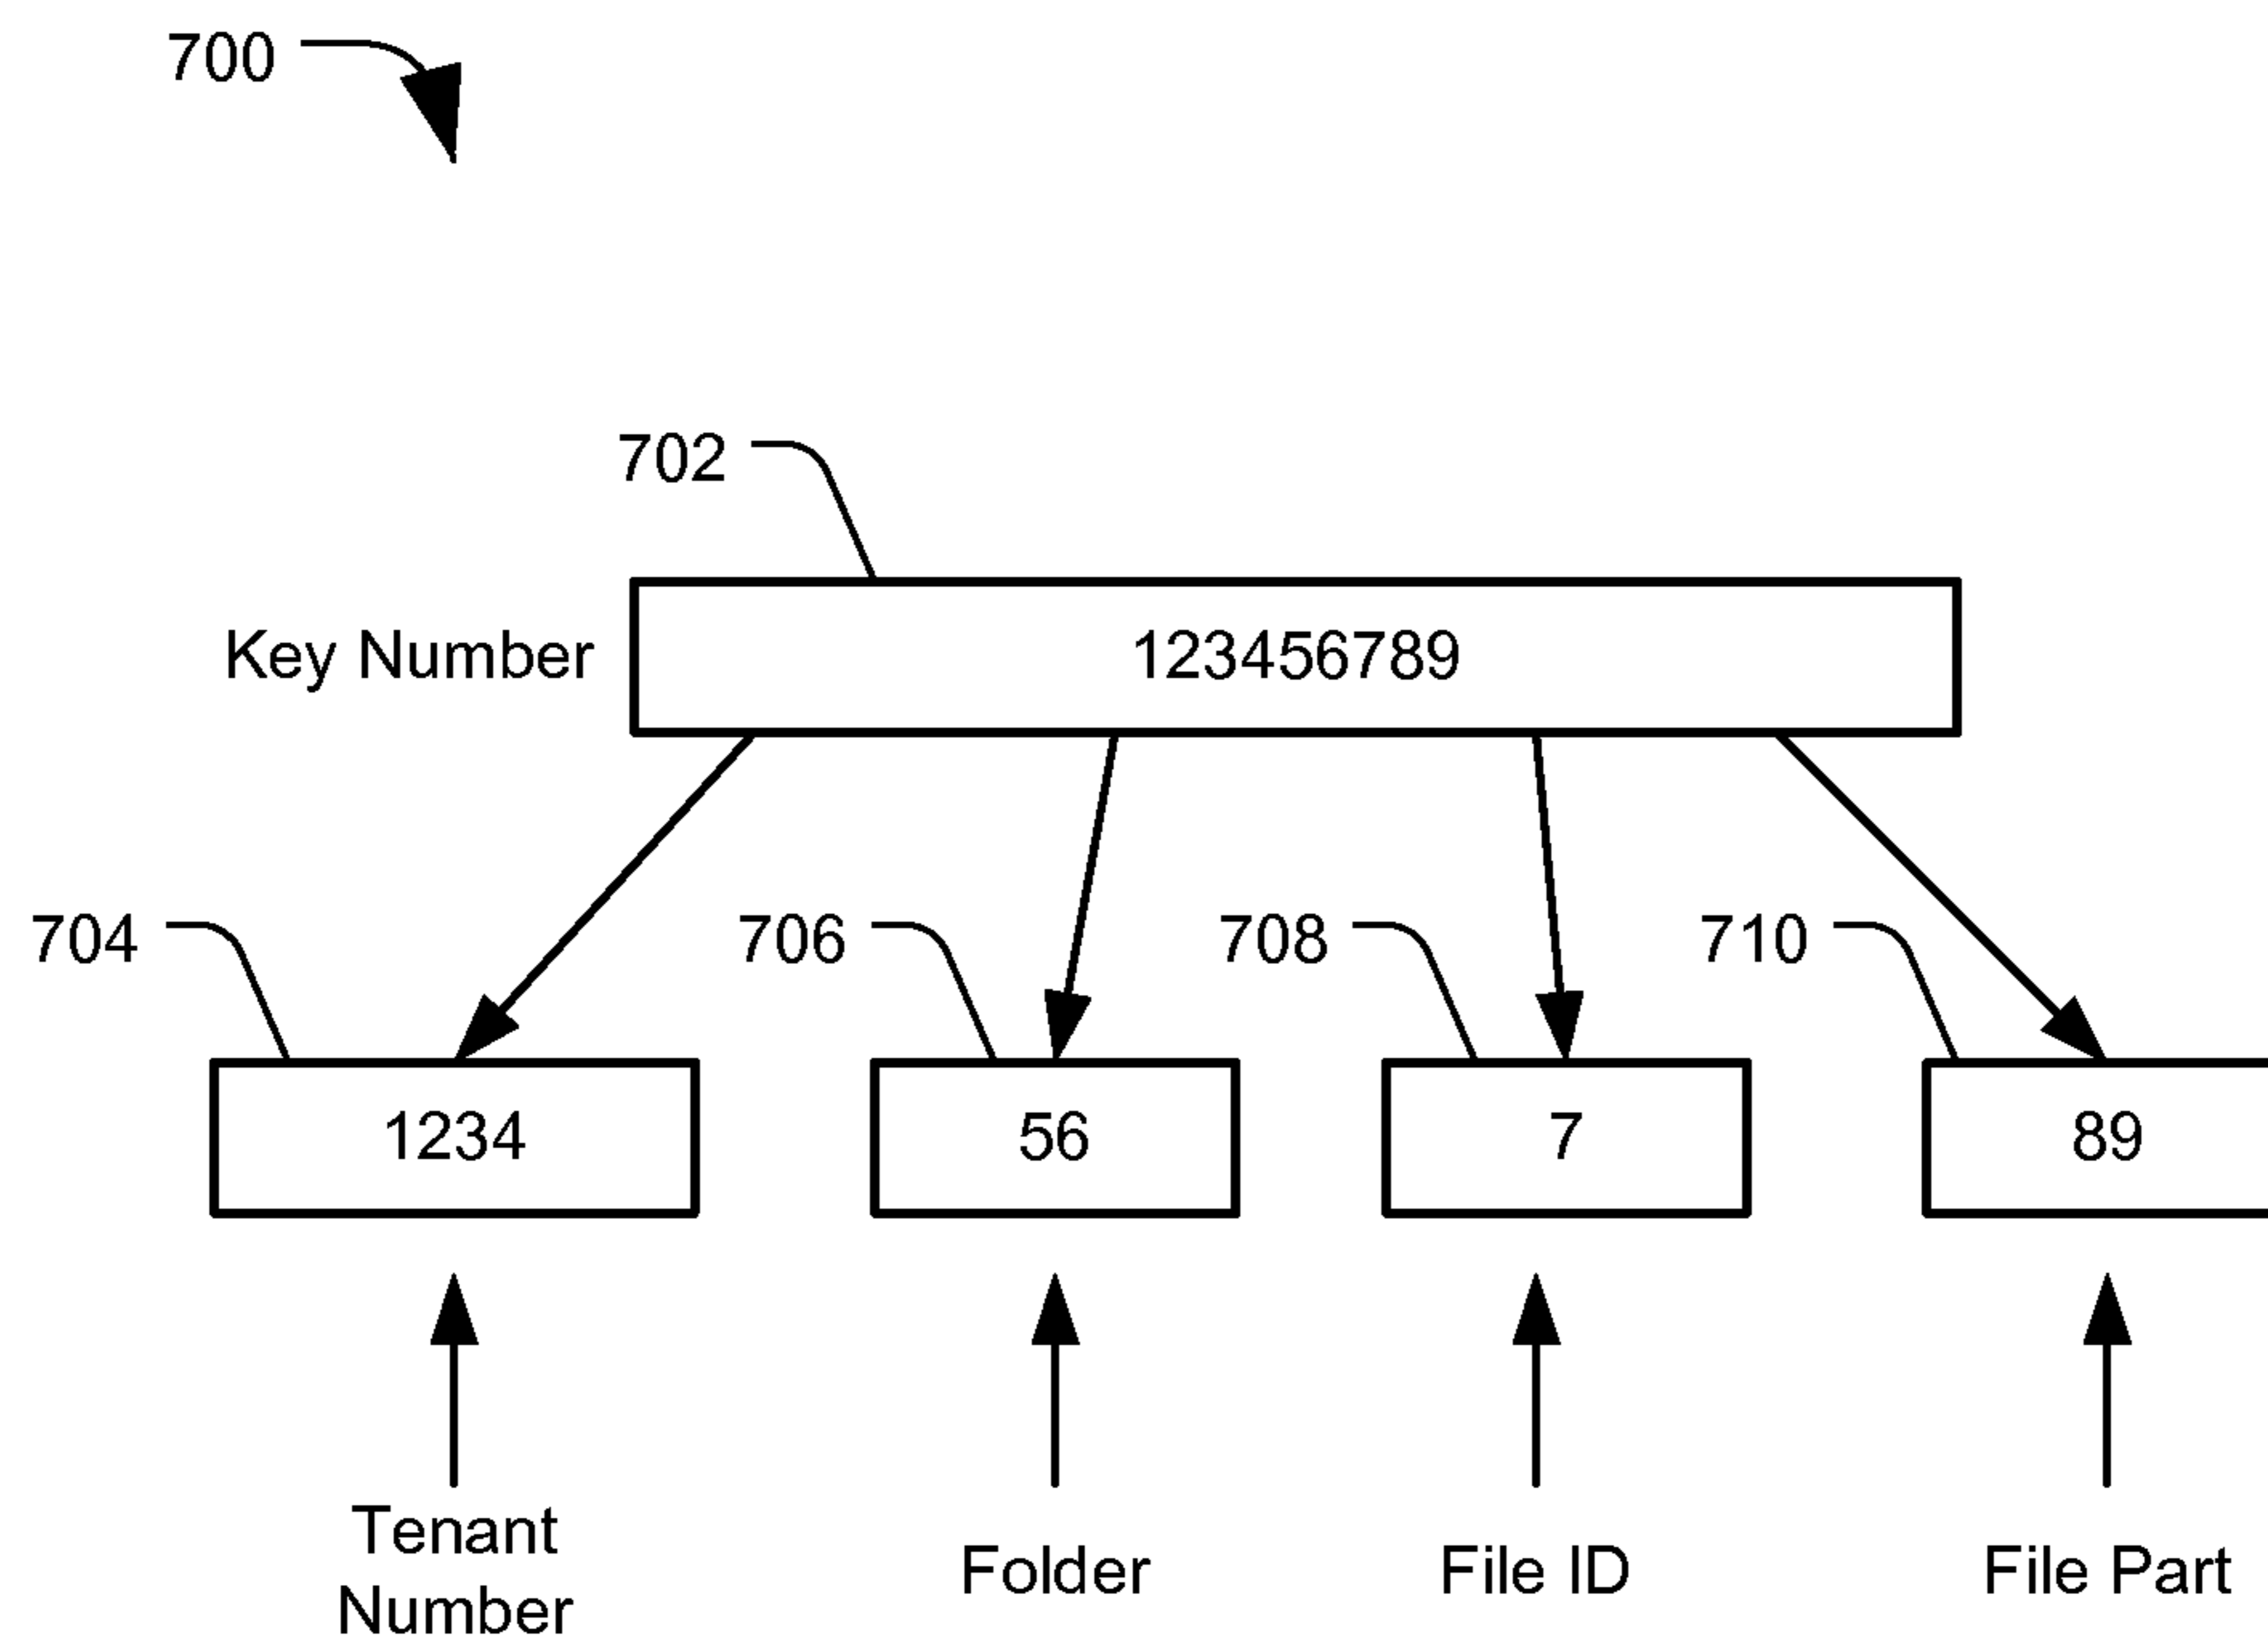 700
702
Key Number
123456789
704
706
708
710
1234
56
7
89
Tenant
Number
Folder
File ID
File Part